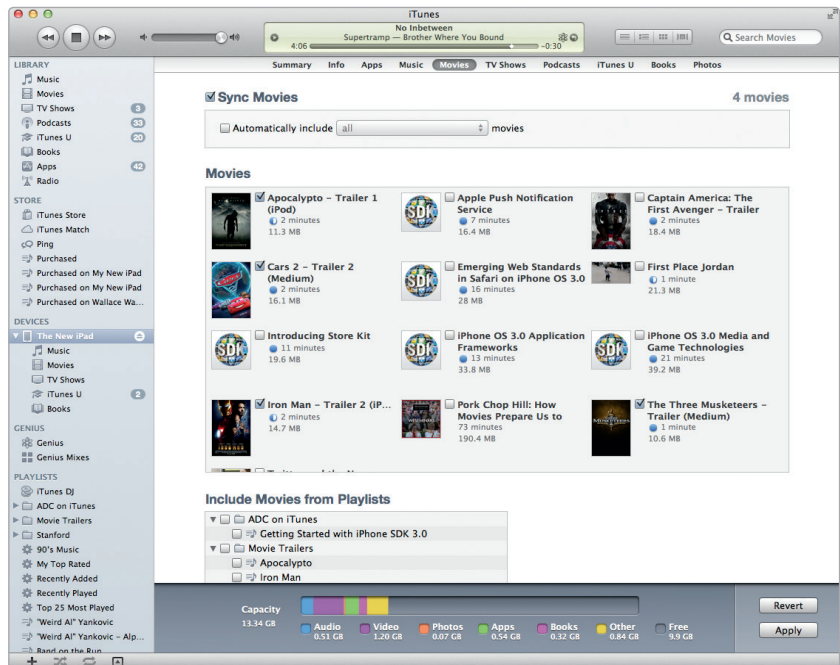 iTunes
No Inbetween
Supertramp — Brother Where You Bound
4:06
-0:30
Search Movies
LIBRARY
Music
Movies
TV Shows 3
Podcasts 33
iTunes U 20
Books
Apps 42
Radio
STORE
iTunes Store
iTunes Match
Ping
Purchased
Purchased on My New iPad
Purchased on My New iPad
Purchased on Wallace Wa...
DEVICES
The New iPad
Music
Movies
TV Shows
iTunes U 2
Books
GENIUS
Genius
Genius Mixes
PLAYLISTS
iTunes DJ
ADC on iTunes
Movie Trailers
Stanford
90's Music
My Top Rated
Recently Added
Recently Played
Top 25 Most Played
"Weird Al" Yankovic
"Weird Al" Yankovic – Alp...
Band on the Run
Summary Info Apps Music Movies TV Shows Podcasts iTunes U Books Photos
Sync Movies
4 movies
Automatically include all movies
Movies
Apocalypto – Trailer 1
(iPod)
2 minutes
11.3 MB
SDK
Apple Push Notification
Service
7 minutes
16.4 MB
Captain America: The
First Avenger – Trailer
2 minutes
18.4 MB
Cars 2 – Trailer 2
(Medium)
2 minutes
16.1 MB
SDK
Emerging Web Standards
in Safari on iPhone OS 3.0
16 minutes
28 MB
First Place Jordan
1 minute
21.3 MB
SDK
Introducing Store Kit
11 minutes
19.6 MB
SDK
iPhone OS 3.0 Application
Frameworks
13 minutes
33.8 MB
SDK
iPhone OS 3.0 Media and
Game Technologies
21 minutes
39.2 MB
Iron Man – Trailer 2 (iP...
2 minutes
14.7 MB
Pork Chop Hill: How
Movies Prepare Us to
73 minutes
190.4 MB
The Three Musketeers –
Trailer (Medium)
1 minute
10.6 MB
Include Movies from Playlists
ADC on iTunes
Getting Started with iPhone SDK 3.0
Movie Trailers
Apocalypto
Iron Man
Capacity
13.34 GB
Audio
0.51 GB
Video
1.20 GB
Photos
0.07 GB
Apps
0.54 GB
Books
0.32 GB
Other
0.84 GB
Free
9.9 GB
Revert
Apply